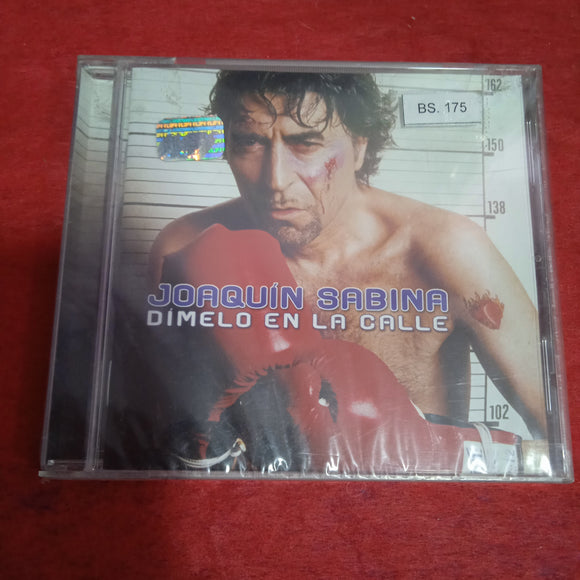 162
BS. 175
150
138
JOAQUÍN SABINA
DÍMELO EN LA CALLE
102